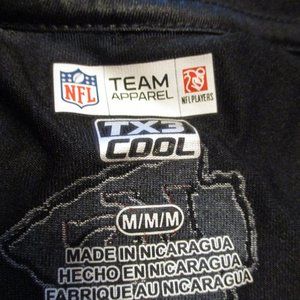 NFL
TEAM
APPAREL
NFL PLAYERS
TX3
COOL
M/M/M
MADE IN NICARAGUA
HECHO EN NICARAGUA
FABRIQUE AU NICARAGUA